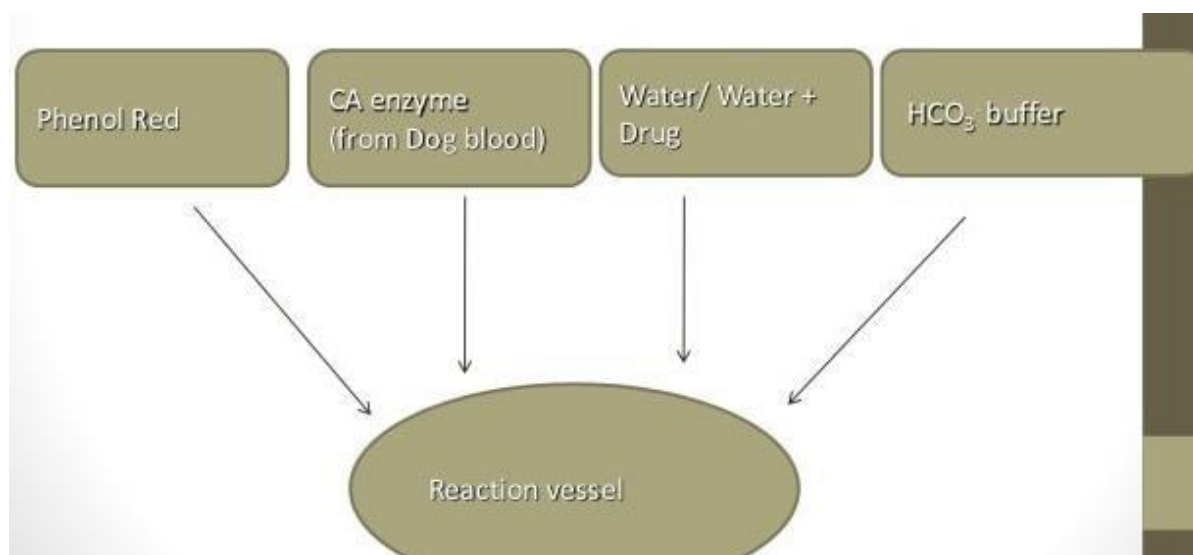 Phenol Red
CA enzyme
(from Dog blood)
Water/ Water +
Drug
HCO₃⁻ buffer
Reaction vessel